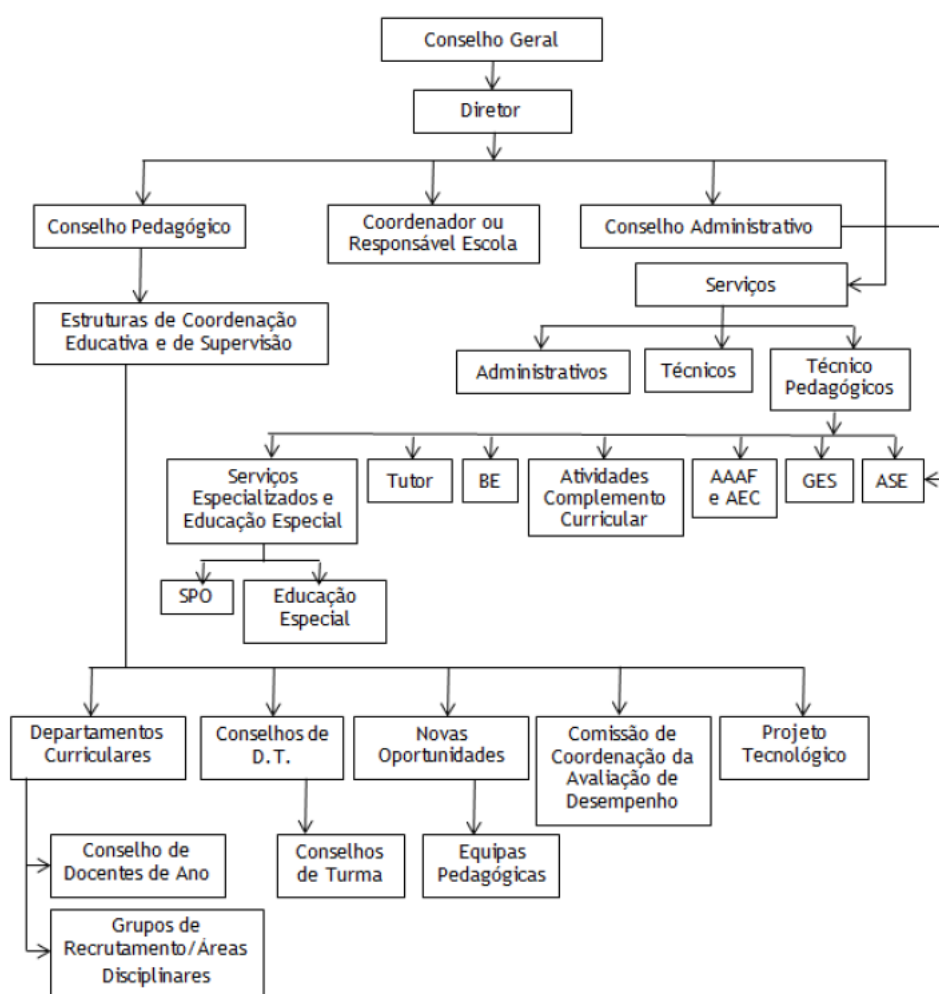 Conselho Geral
Diretor
Conselho Pedagógico
Coordenador ou
Responsável Escola
Conselho Administrativo
Serviços
Estruturas de Coordenação
Educativa e de Supervisão
Administrativos
Técnicos
Técnico
Pedagógicos
Serviços
Especializados e
Educação Especial
Tutor
BE
Atividades
Complemento
Curricular
AAAF
e AEC
GES
ASE
SPO
Educação
Especial
Departamentos
Curriculares
Conselhos de
D.T.
Novas
Oportunidades
Comissão de
Coordenação da
Avaliação de
Desempenho
Projeto
Tecnológico
Conselho de
Docentes de Ano
Conselhos
de Turma
Equipas
Pedagógicas
Grupos de
Recrutamento/Áreas
Disciplinares